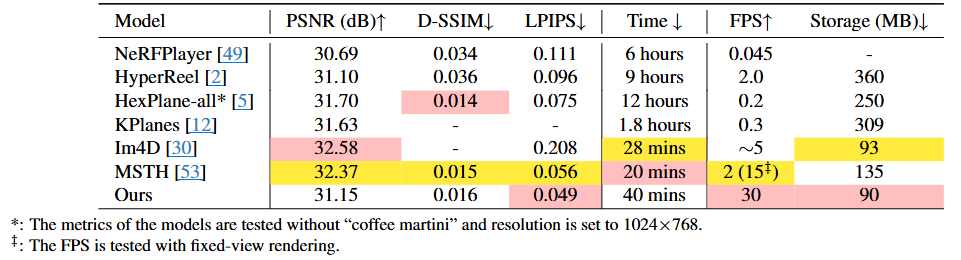 Model PSNR (dB)↑ D-SSIM↓ LPIPS↓ Time ↓ FPS↑ Storage (MB)↓
NeRFPlayer [49] 30.69 0.034 0.111 6 hours 0.045 -
HyperReel [2] 31.10 0.036 0.096 9 hours 2.0 360
HexPlane-all* [5] 31.70 0.014 0.075 12 hours 0.2 250
KPlanes [12] 31.63 - - 1.8 hours 0.3 309
Im4D [30] 32.58 - 0.208 28 mins ∼5 93
MSTH [53] 32.37 0.015 0.056 20 mins 2 (15‡) 135
Ours 31.15 0.016 0.049 40 mins 30 90
*: The metrics of the models are tested without “coffee martini” and resolution is set to 1024×768.
‡: The FPS is tested with fixed-view rendering.